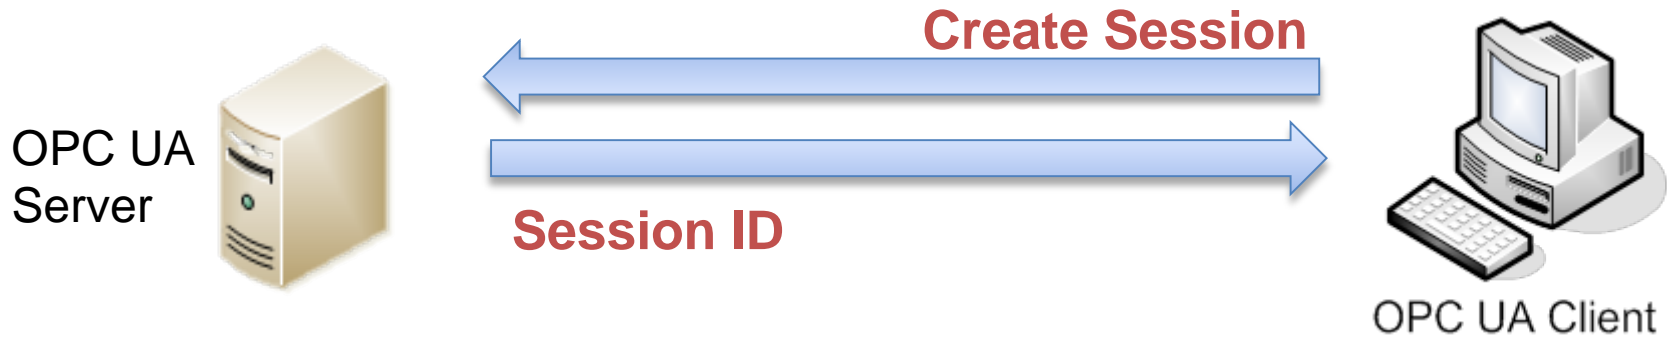 Create Session
OPC UA
Server
Session ID
OPC UA Client